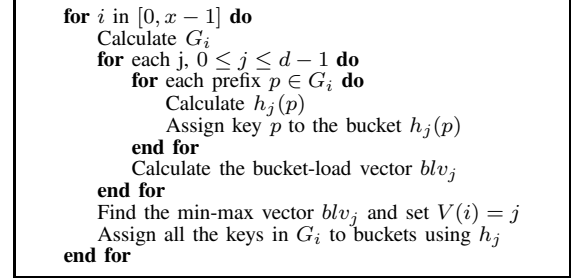 for i in [0, x − 1] do
Calculate G_i
for each j, 0 ≤ j ≤ d − 1 do
for each prefix p ∈ G_i do
Calculate h_j(p)
Assign key p to the bucket h_j(p)
end for
Calculate the bucket-load vector blv_j
end for
Find the min-max vector blv_j and set V(i) = j
Assign all the keys in G_i to buckets using h_j
end for